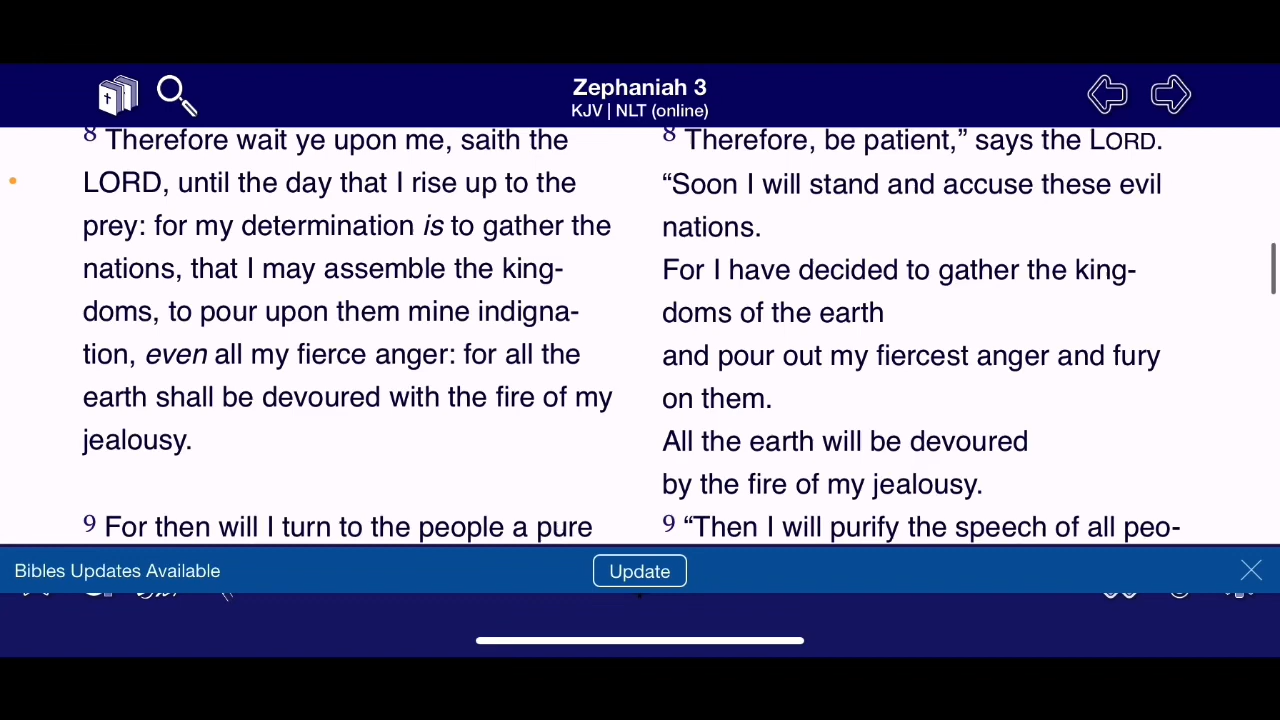 Zephaniah 3
KJV | NLT (online)
8 Therefore wait ye upon me, saith the
LORD, until the day that I rise up to the
prey: for my determination is to gather the
nations, that I may assemble the king-
doms, to pour upon them mine indigna-
tion, even all my fierce anger: for all the
earth shall be devoured with the fire of my
jealousy.
9 For then will I turn to the people a pure
8 Therefore, be patient,” says the LORD.
“Soon I will stand and accuse these evil
nations.
For I have decided to gather the king-
doms of the earth
and pour out my fiercest anger and fury
on them.
All the earth will be devoured
by the fire of my jealousy.
9 “Then I will purify the speech of all peo-
Bibles Updates Available
Update